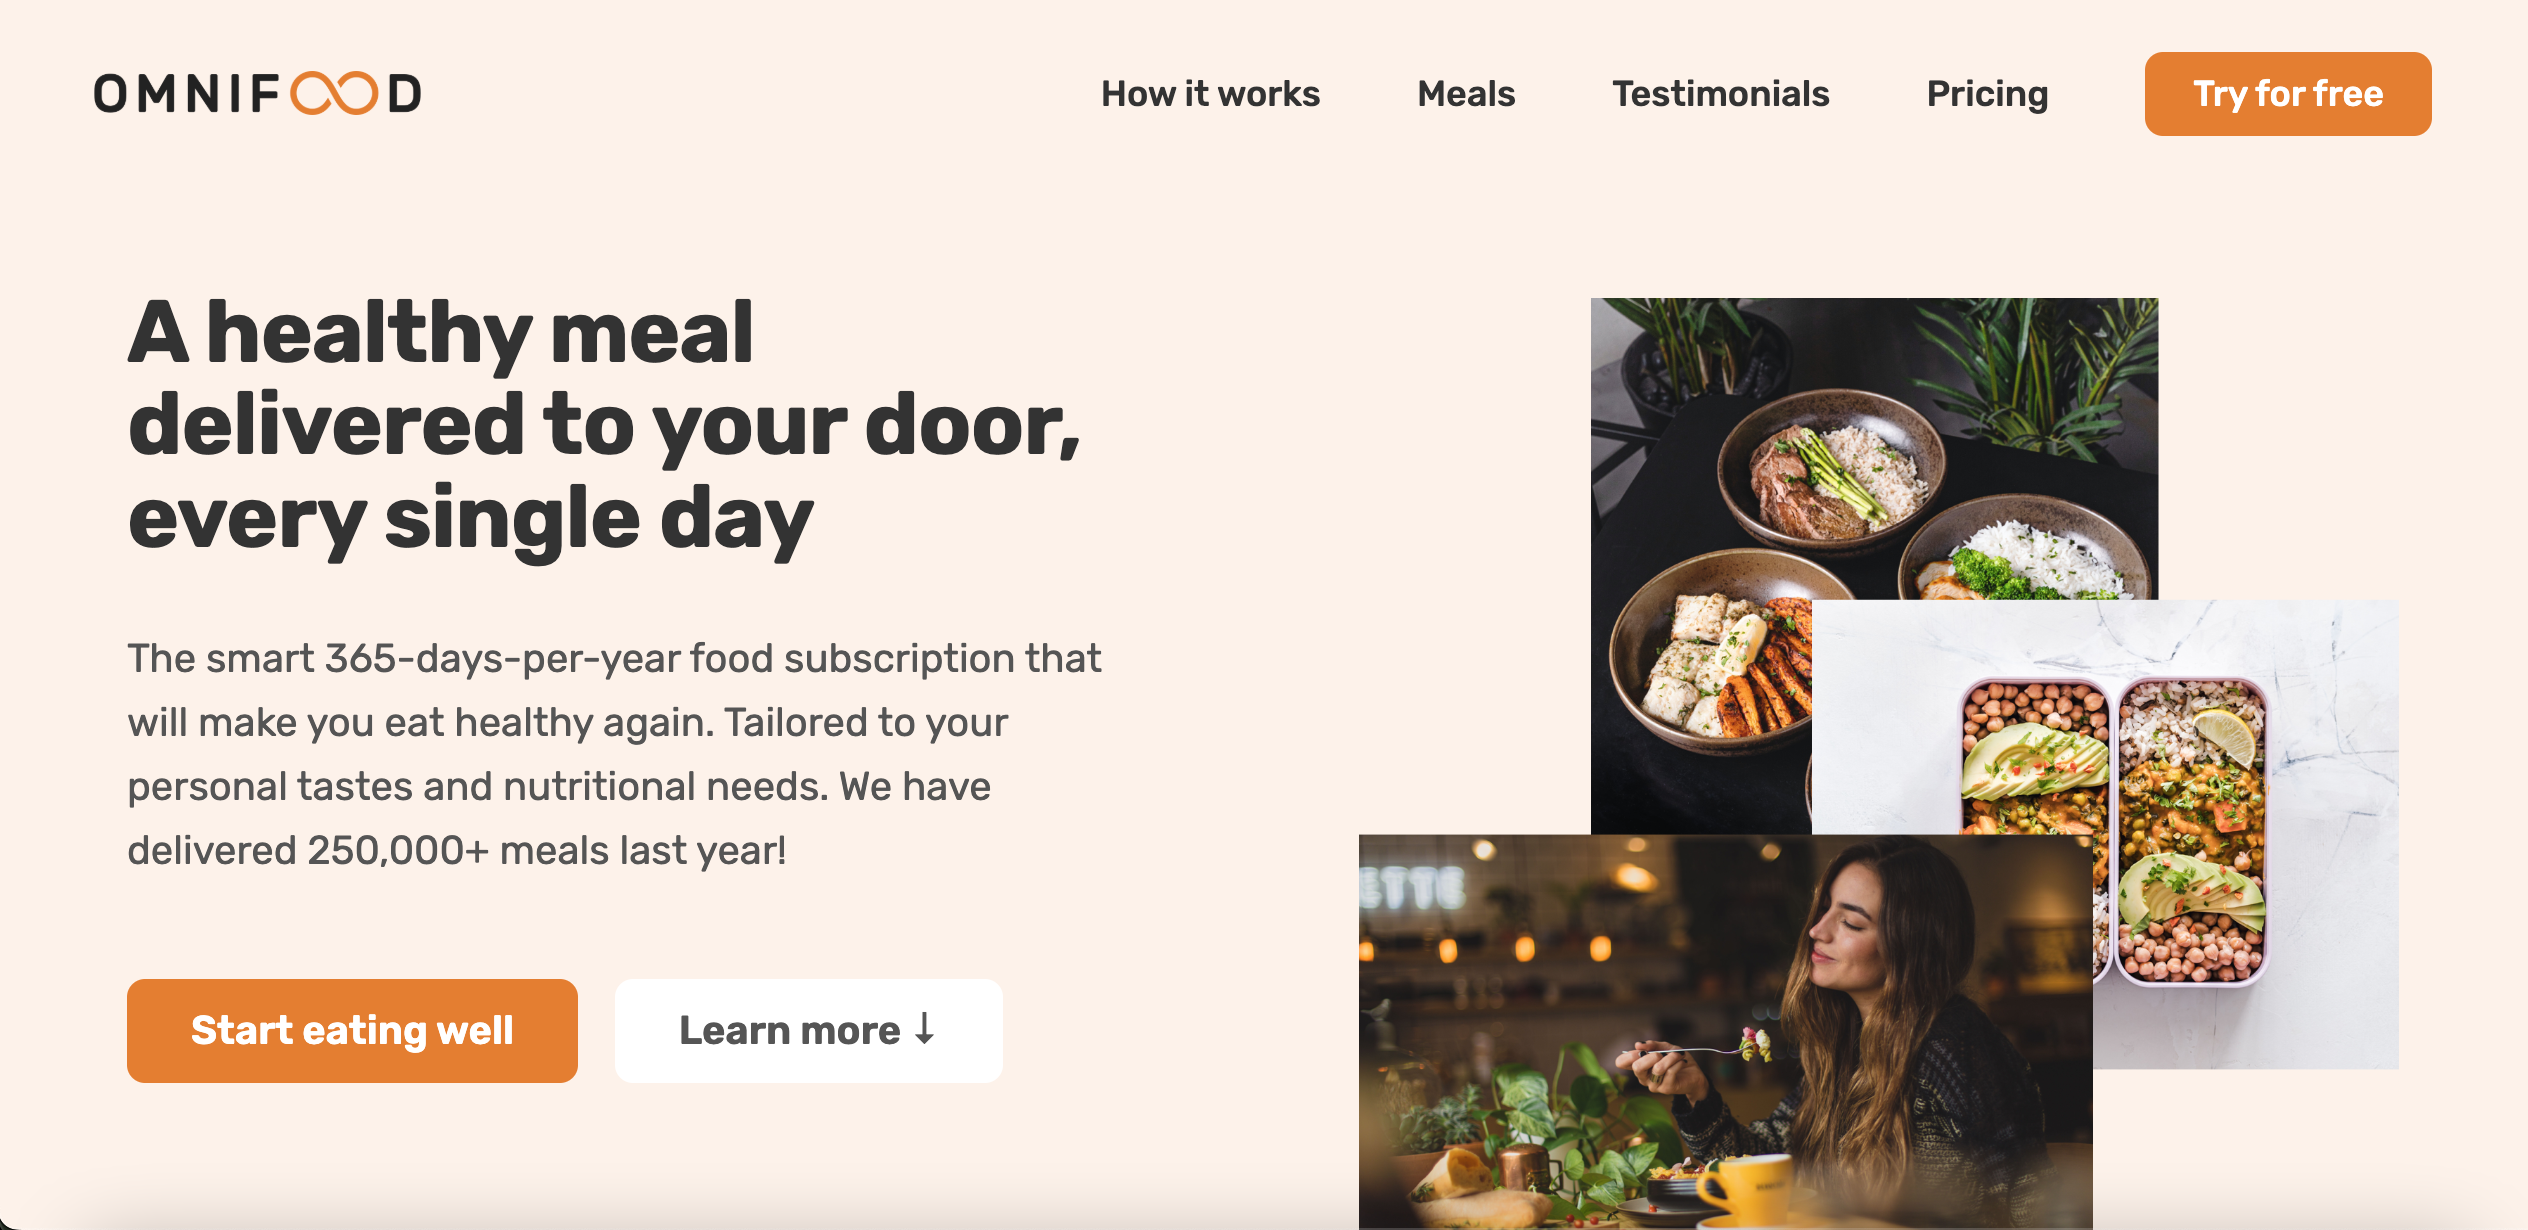 OMNIFOOD
How it works
Meals
Testimonials
Pricing
Try for free
A healthy meal
delivered to your door,
every single day
The smart 365-days-per-year food subscription that
will make you eat healthy again. Tailored to your
personal tastes and nutritional needs. We have
delivered 250,000+ meals last year!
Start eating well
Learn more ↓
ETTE